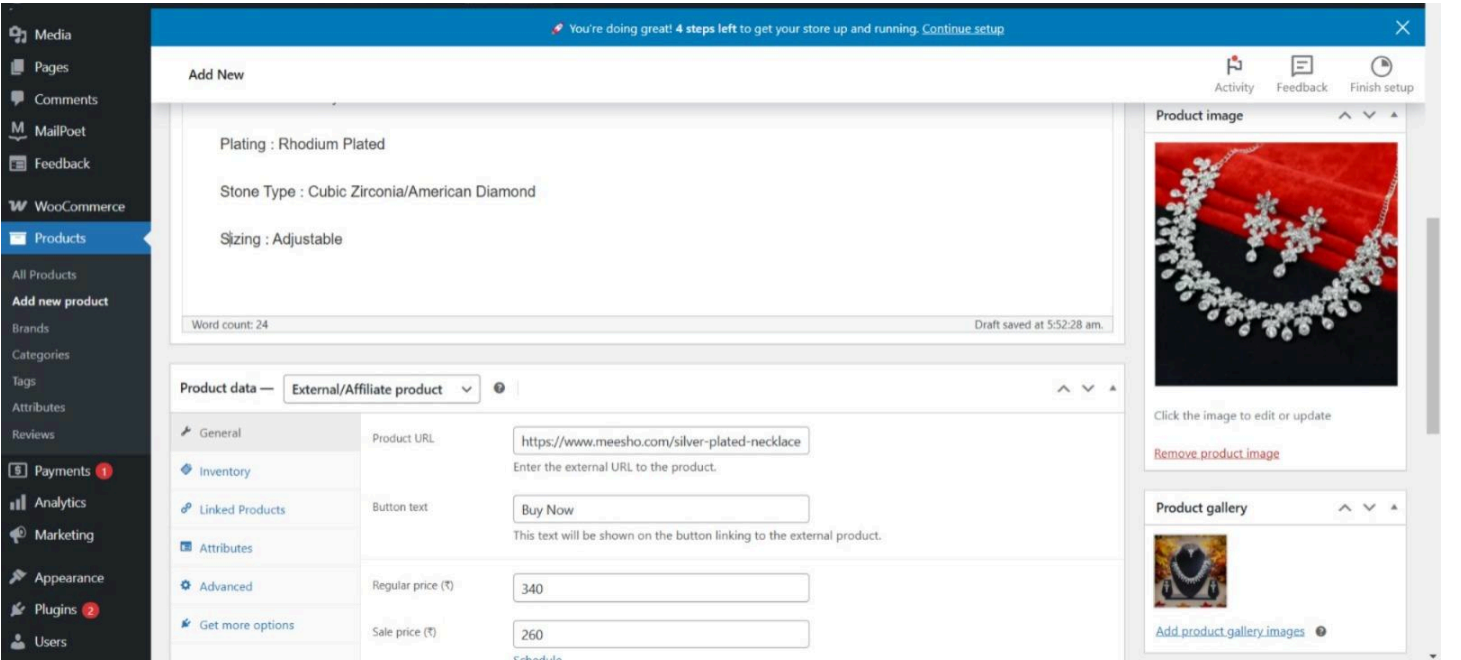 Media
Pages
Comments
MailPoet
Feedback
WooCommerce
Products
All Products
Add new product
Brands
Categories
Tags
Attributes
Reviews
Payments 1
Analytics
Marketing
Appearance
Plugins 2
Users
🚀 You're doing great! 4 steps left to get your store up and running. Continue setup
Add New
Activity
Feedback
Finish setup
Plating : Rhodium Plated
Stone Type : Cubic Zirconia/American Diamond
Sizing : Adjustable
Word count: 24
Draft saved at 5:52:28 am.
Product data — External/Affiliate product
General
Inventory
Linked Products
Attributes
Advanced
Get more options
Product URL
https://www.meesho.com/silver-plated-necklace
Enter the external URL to the product.
Button text
Buy Now
This text will be shown on the button linking to the external product.
Regular price (₹)
340
Sale price (₹)
260
Schedule
Product image
Click the image to edit or update
Remove product image
Product gallery
Add product gallery images